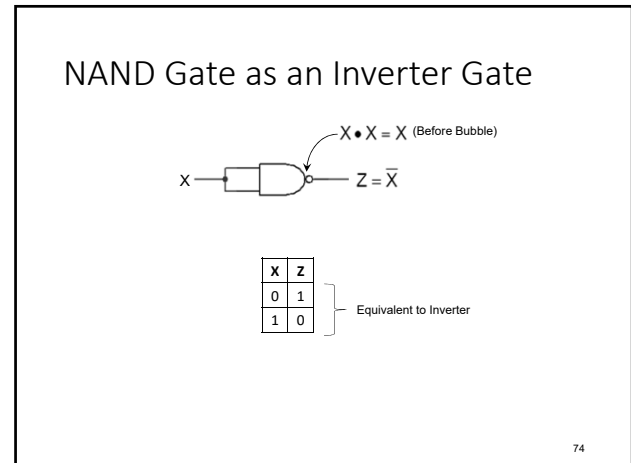 NAND Gate as an Inverter Gate
X • X = X (Before Bubble)
X
Z = X̅
X Z
0 1
1 0
Equivalent to Inverter
74